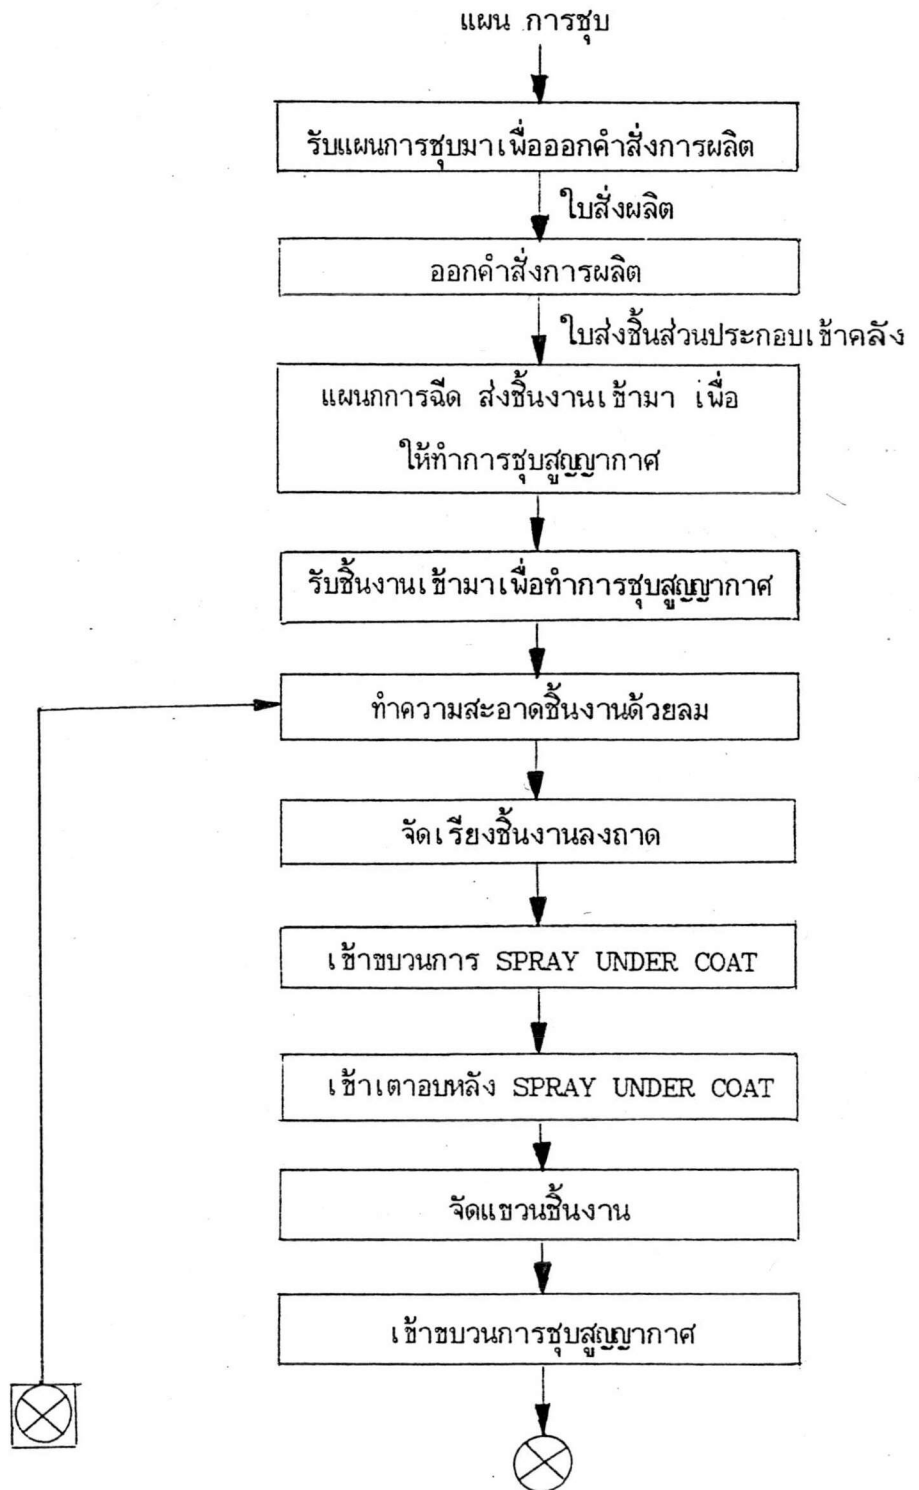 แผน การชุบ
รับแผนการชุบมาเพื่อออกคำสั่งการผลิต
ใบสั่งผลิต
ออกคำสั่งการผลิต
ใบส่งชิ้นส่วนประกอบเข้าคลัง
แผนกการฉีด ส่งชิ้นงานเข้ามา เพื่อ
ให้ทำการชุบสูญญากาศ
รับชิ้นงานเข้ามาเพื่อทำการชุบสูญญากาศ
ทำความสะอาดชิ้นงานด้วยลม
จัดเรียงชิ้นงานลงถาด
เข้าขบวนการ SPRAY UNDER COAT
เข้าเตาอบหลัง SPRAY UNDER COAT
จัดแขวนชิ้นงาน
เข้าขบวนการชุบสูญญากาศ